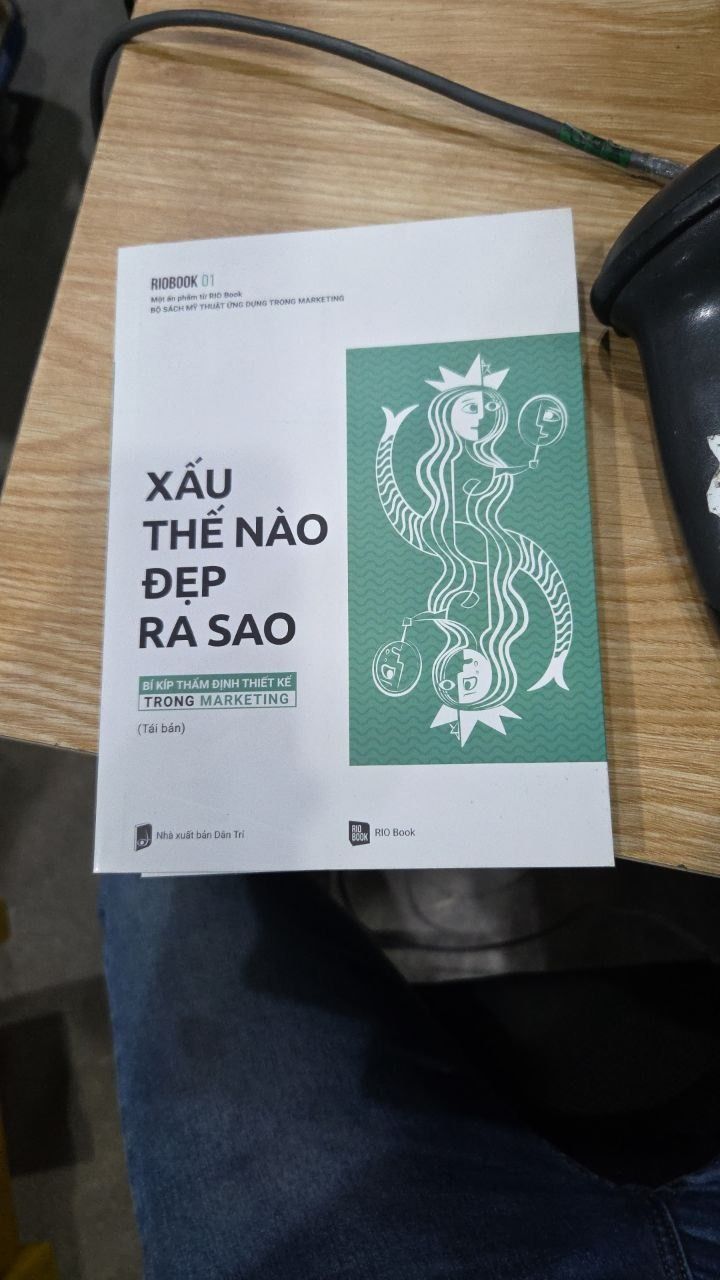 RIOBOOK 01
Một ấn phẩm từ RIO Book
BỘ SÁCH MỸ THUẬT ỨNG DỤNG TRONG MARKETING
XẤU
THẾ NÀO
ĐẸP
RA SAO
BÍ KÍP THẨM ĐỊNH THIẾT KẾ
TRONG MARKETING
(Tái bản)
Nhà xuất bản Dân Trí
RIO
BOOK
RIO Book